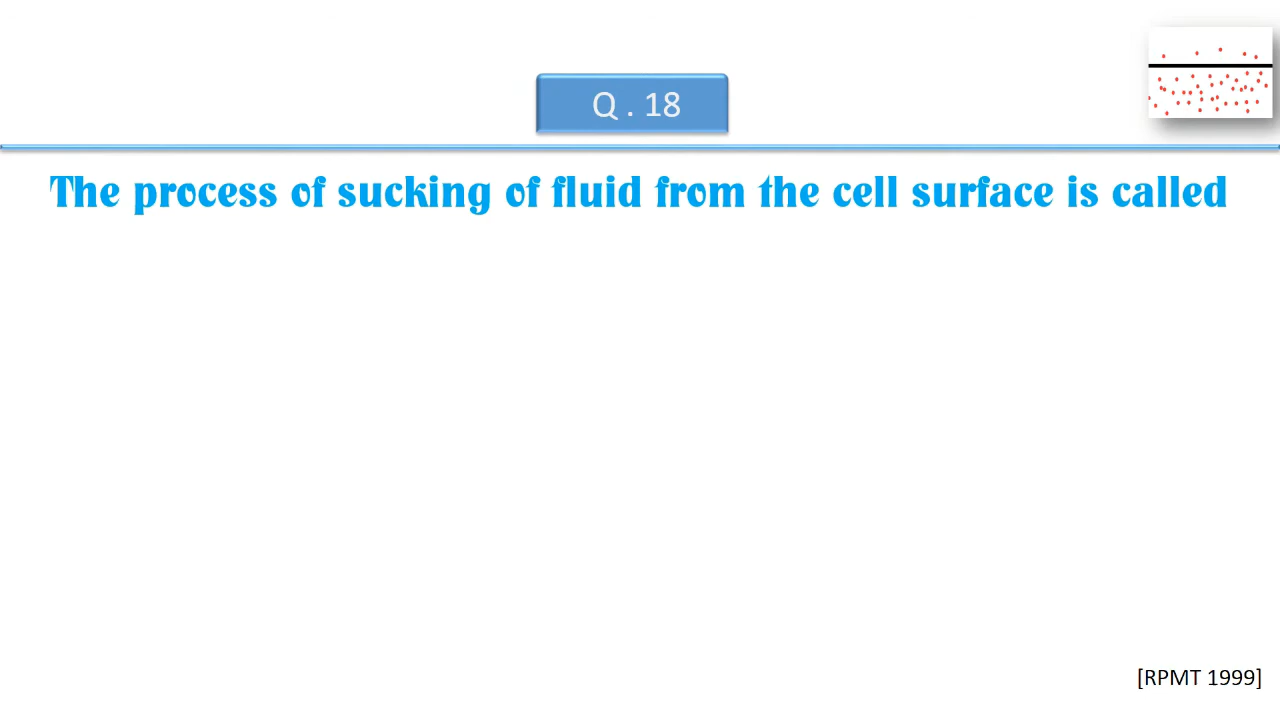 Q . 18
The process of sucking of fluid from the cell surface is called
[RPMT 1999]